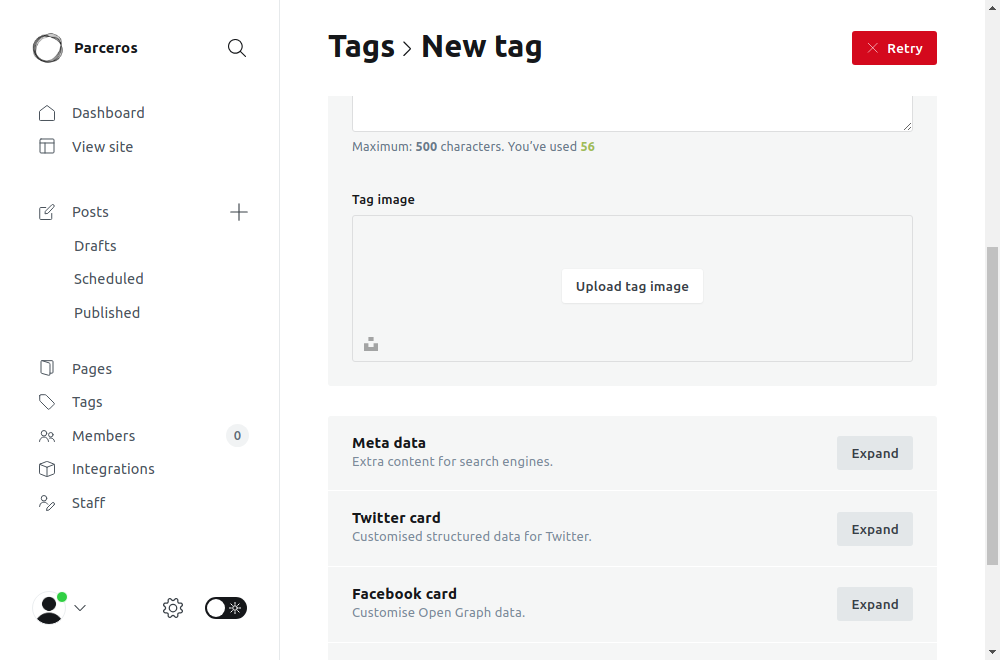 Parceros
Dashboard
View site
Posts
Drafts
Scheduled
Published
Pages
Tags
Members 0
Integrations
Staff
Tags > New tag
Retry
Maximum: 500 characters. You've used 56
Tag image
Upload tag image
Meta data
Extra content for search engines.
Expand
Twitter card
Customised structured data for Twitter.
Expand
Facebook card
Customise Open Graph data.
Expand